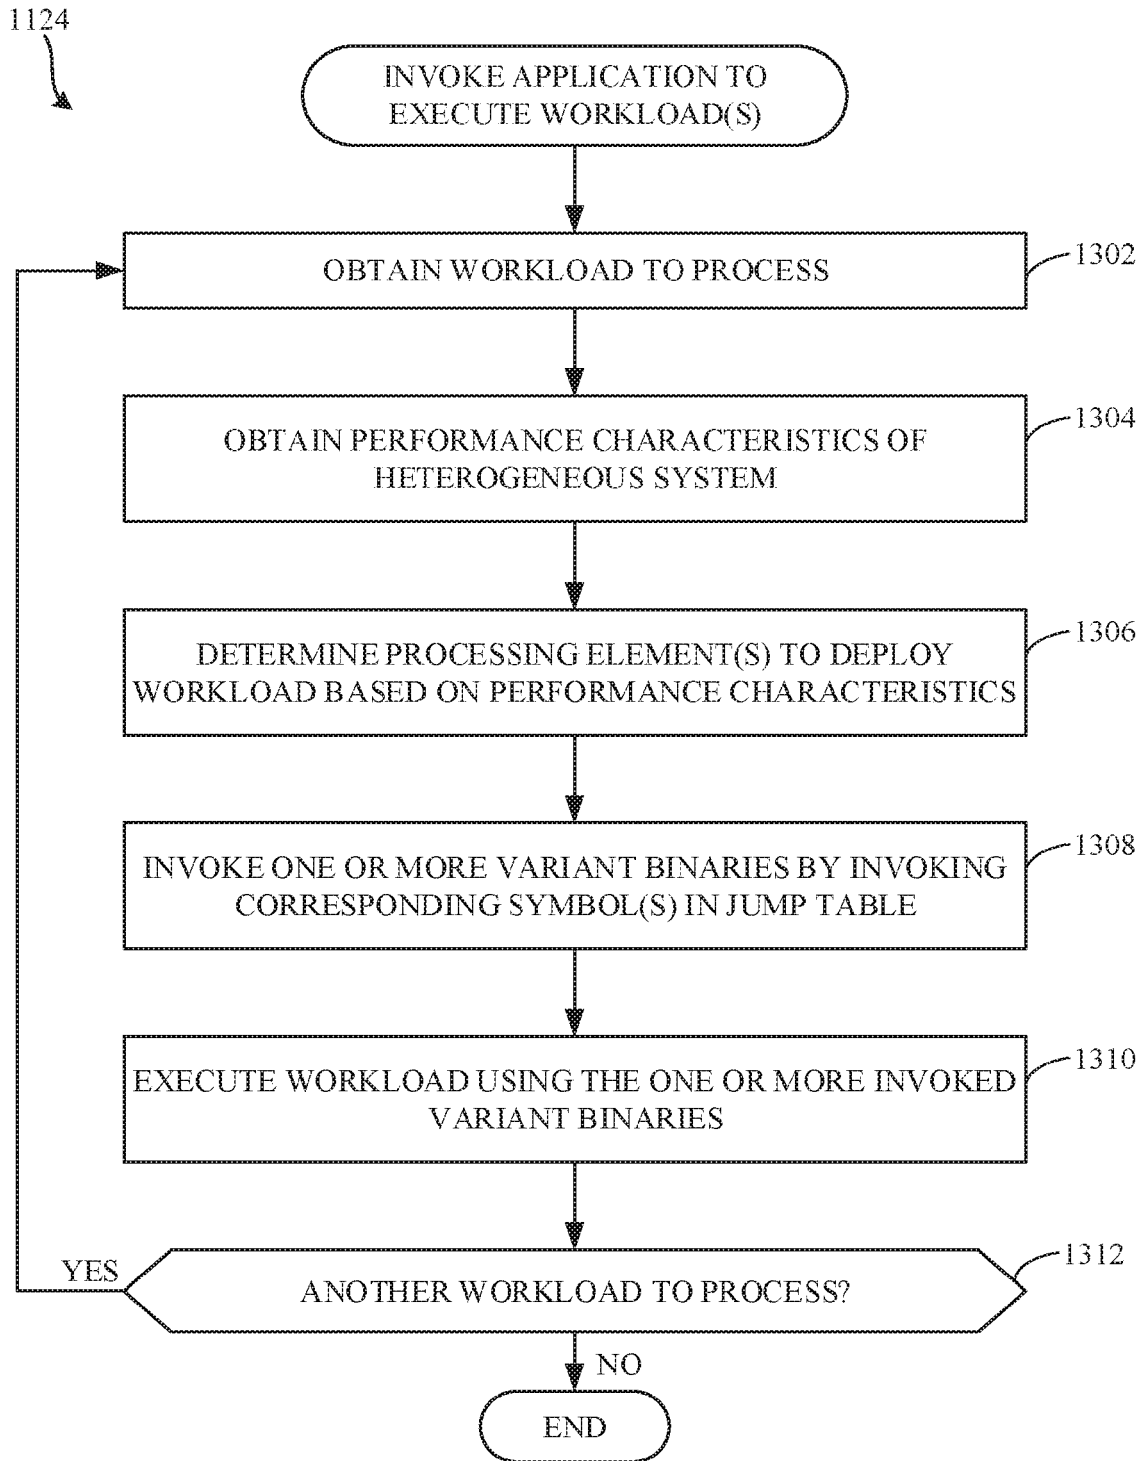 1124
INVOKE APPLICATION TO
EXECUTE WORKLOAD(S)
OBTAIN WORKLOAD TO PROCESS
1302
OBTAIN PERFORMANCE CHARACTERISTICS OF
HETEROGENEOUS SYSTEM
1304
DETERMINE PROCESSING ELEMENT(S) TO DEPLOY
WORKLOAD BASED ON PERFORMANCE CHARACTERISTICS
1306
INVOKE ONE OR MORE VARIANT BINARIES BY INVOKING
CORRESPONDING SYMBOL(S) IN JUMP TABLE
1308
EXECUTE WORKLOAD USING THE ONE OR MORE INVOKED
VARIANT BINARIES
1310
YES
ANOTHER WORKLOAD TO PROCESS?
1312
NO
END